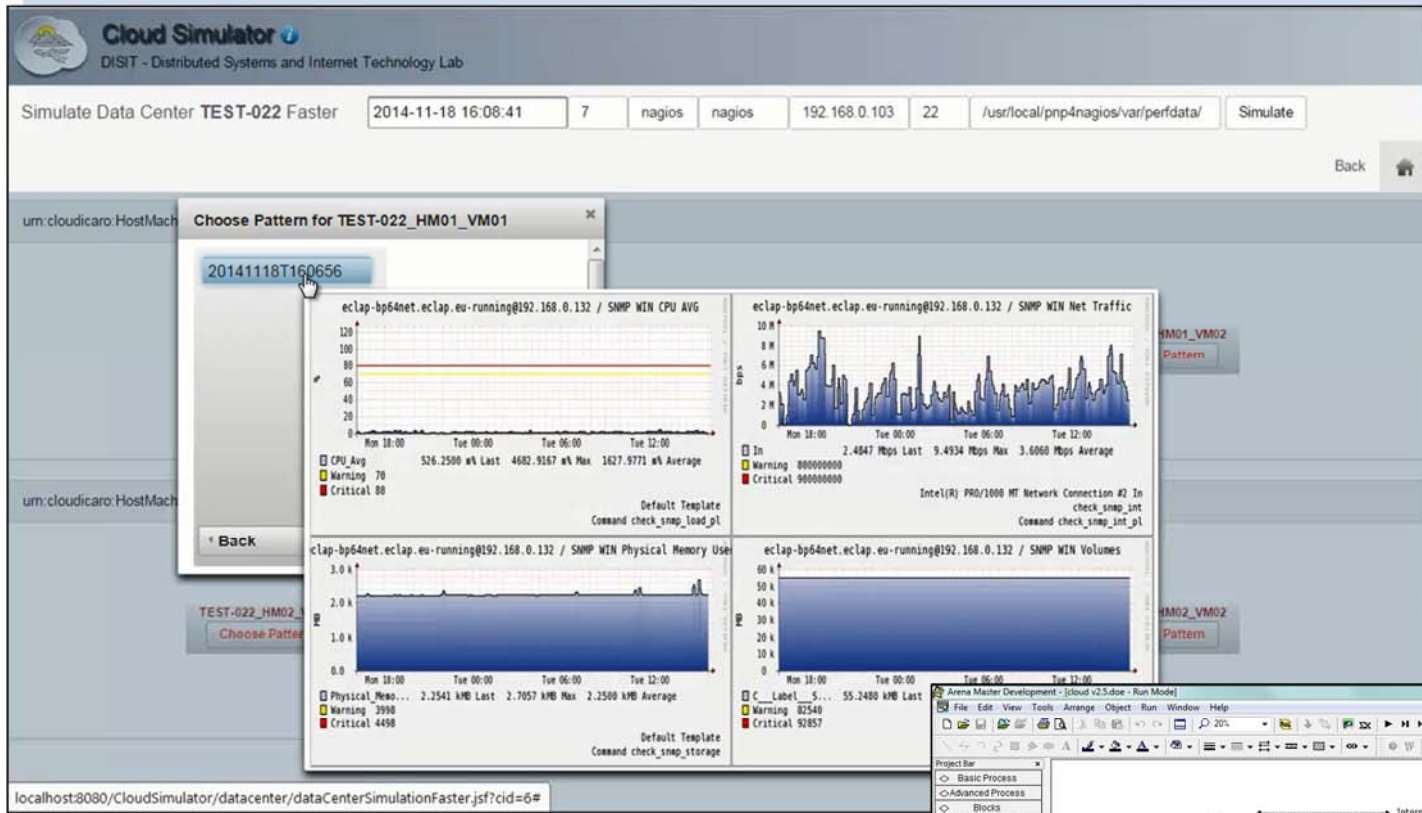 Cloud Simulator
DISIT - Distributed Systems and Internet Technology Lab
Simulate Data Center TEST-022 Faster 2014-11-18 16:08:41 7 nagios nagios 192.168.0.103 22 /usr/local/pnp4nagios/var/perfdata/ Simulate
Back
urn:cloudicaro:HostMach
Choose Pattern for TEST-022_HM01_VM01
20141118T160656
Back
HM01_VM02
Pattern
urn:cloudicaro:HostMach
TEST-022_HM02_V
Choose Patter
HM02_VM02
Pattern
eclap-bp64net.eclap.eu-running@192.168.0.132 / SNMP WIN CPU AVG
120
100
80
60
40
20
0
%
Mon 18:00 Tue 00:00 Tue 06:00 Tue 12:00
CPU_Avg 526.2500 m% Last 4682.9167 m% Max 1627.9771 m% Average
Warning 70
Critical 80
Default Template
Command check_snmp_load_pl
eclap-bp64net.eclap.eu-running@192.168.0.132 / SNMP WIN Net Traffic
10 M
8 M
6 M
4 M
2 M
0
bps
Mon 18:00 Tue 00:00 Tue 06:00 Tue 12:00
In 2.4847 Mbps Last 9.4934 Mbps Max 3.6060 Mbps Average
Warning 800000000
Critical 900000000
Intel(R) PRO/1000 MT Network Connection #2 In
check_snmp_int
Command check_snmp_int_pl
clap-bp64net.eclap.eu-running@192.168.0.132 / SNMP WIN Physical Memory Use
3.0 k
2.0 k
1.0 k
0.0
MB
Mon 18:00 Tue 00:00 Tue 06:00 Tue 12:00
Physical_Memo... 2.2541 kMB Last 2.7057 kMB Max 2.2500 kMB Average
Warning 3998
Critical 4498
Default Template
Command check_snmp_storage
eclap-bp64net.eclap.eu-running@192.168.0.132 / SNMP WIN Volumes
60 k
50 k
40 k
30 k
20 k
10 k
0
MB
Mon 18:00 Tue 00:00 Tue 06:00 Tue 12:00
C__Label__S... 55.2480 kMB Last
Warning 82540
Critical 92857
localhost:8080/CloudSimulator/datacenter/dataCenterSimulationFaster.jsf?cid=6#
Arena Master Development - [cloud v2.5.doe - Run Mode]
File Edit View Tools Arrange Object Run Window Help
20%
Project Bar
Basic Process
Advanced Process
Blocks
Intern